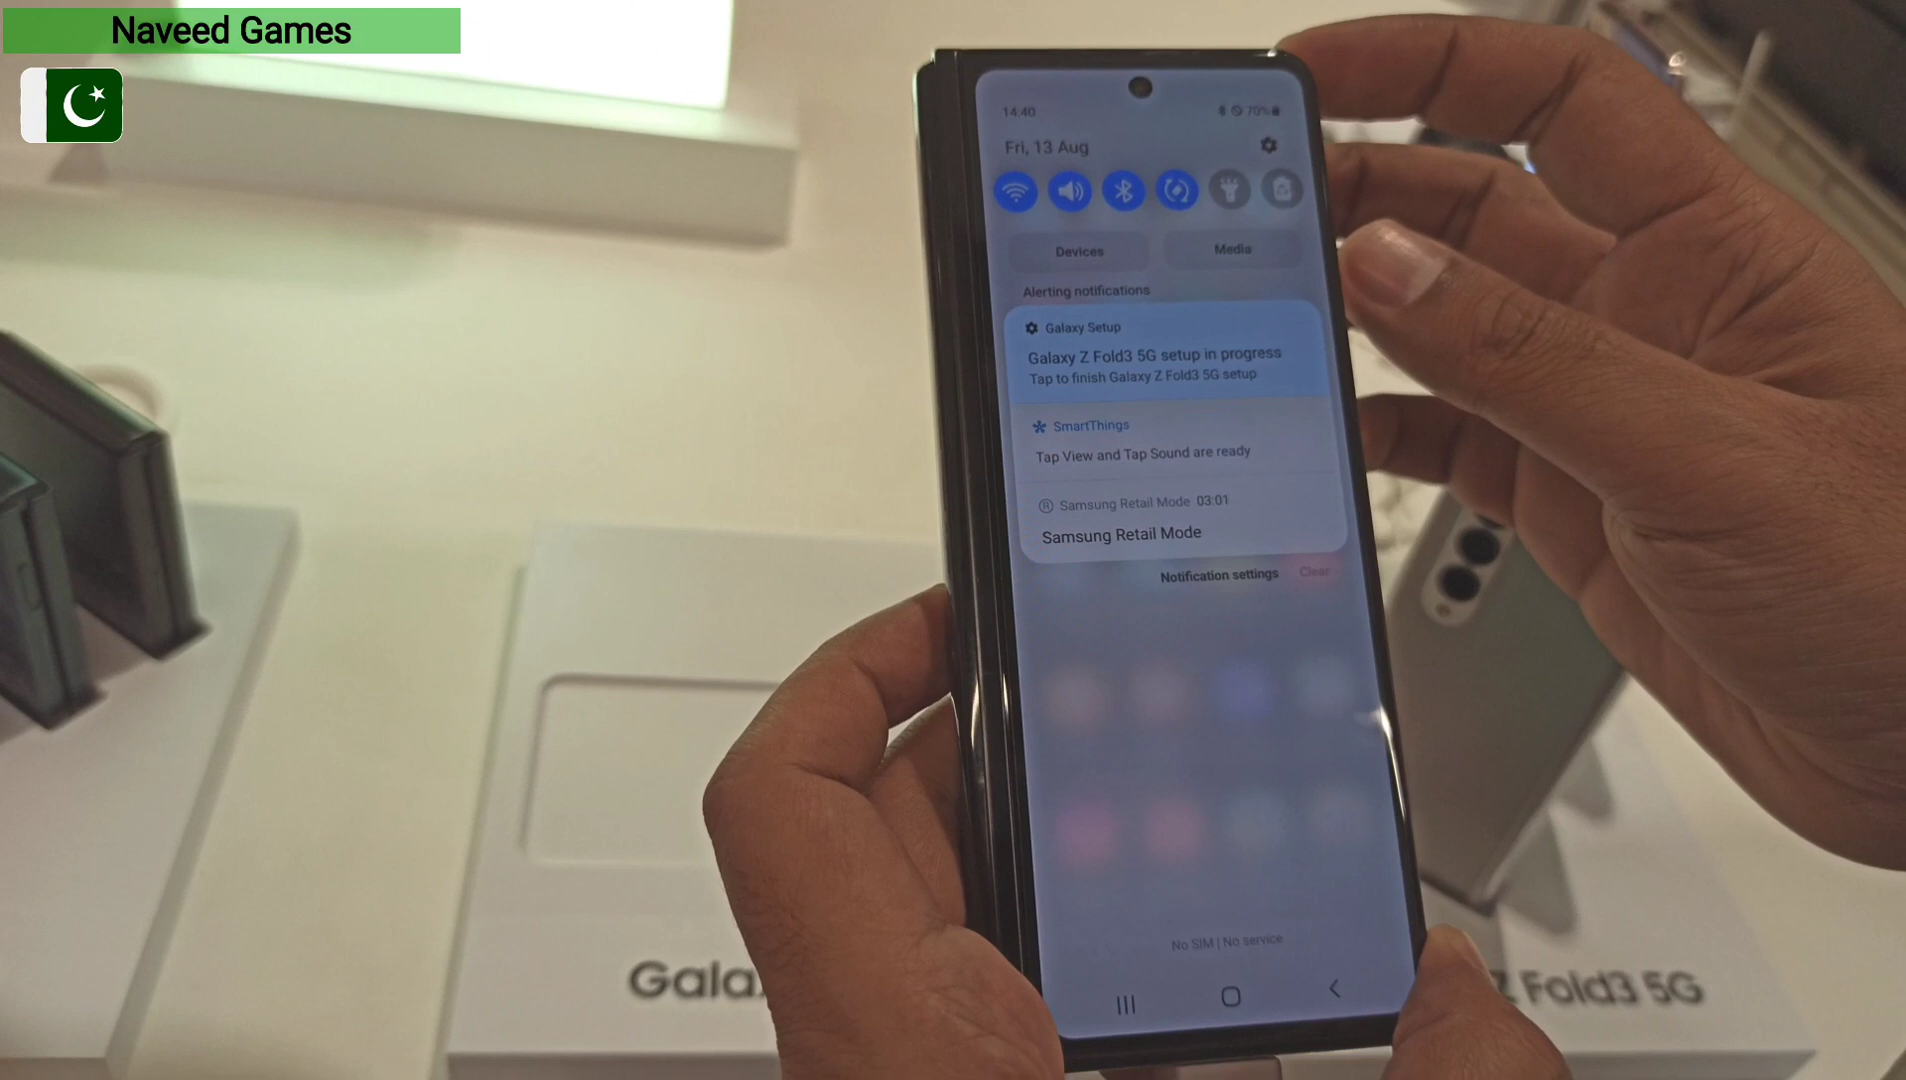 Naveed Games
14:40
70%
Fri, 13 Aug
Devices
Media
Alerting notifications
Galaxy Setup
Galaxy Z Fold3 5G setup in progress
Tap to finish Galaxy Z Fold3 5G setup
SmartThings
Tap View and Tap Sound are ready
Samsung Retail Mode 03:01
Samsung Retail Mode
Notification settings
Clear
No SIM | No service
Gala
Z Fold3 5G